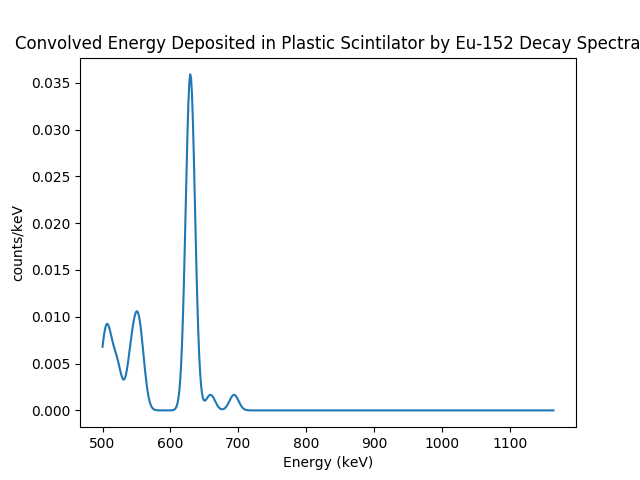 Convolved Energy Deposited in Plastic Scintilator by Eu-152 Decay Spectra
counts/keV
0.035
0.030
0.025
0.020
0.015
0.010
0.005
0.000
500 600 700 800 900 1000 1100
Energy (keV)